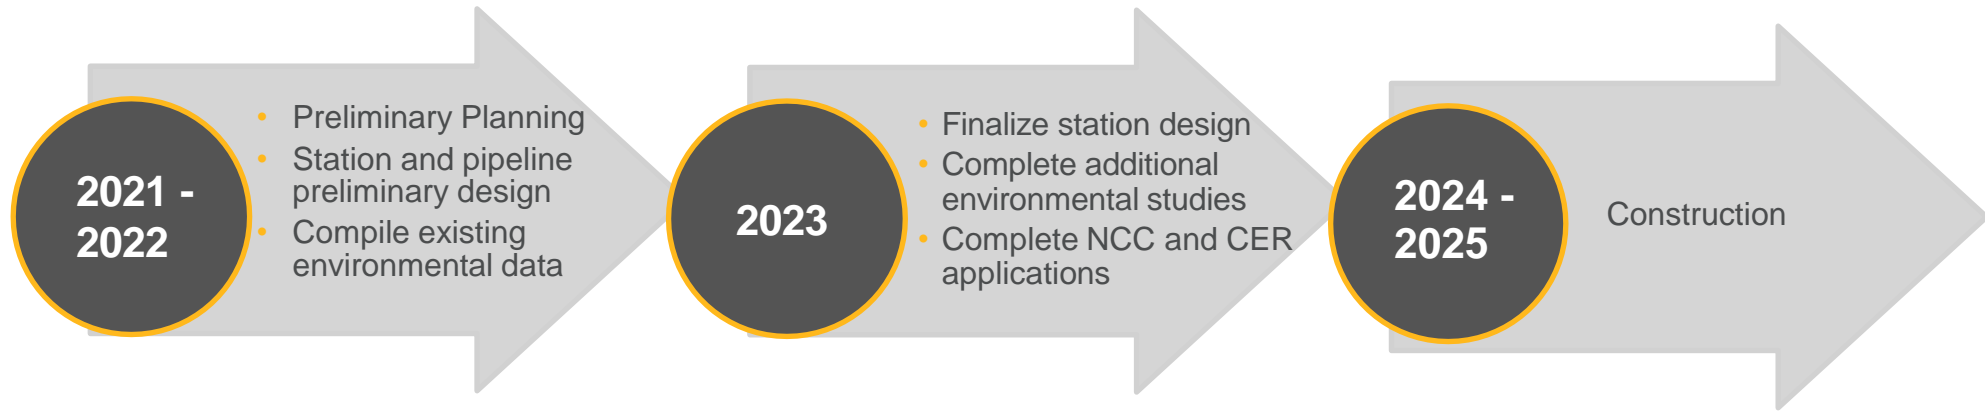 2021 -
2022
• Preliminary Planning
• Station and pipeline
preliminary design
• Compile existing
environmental data
2023
• Finalize station design
• Complete additional
environmental studies
• Complete NCC and CER
applications
2024 -
2025
Construction